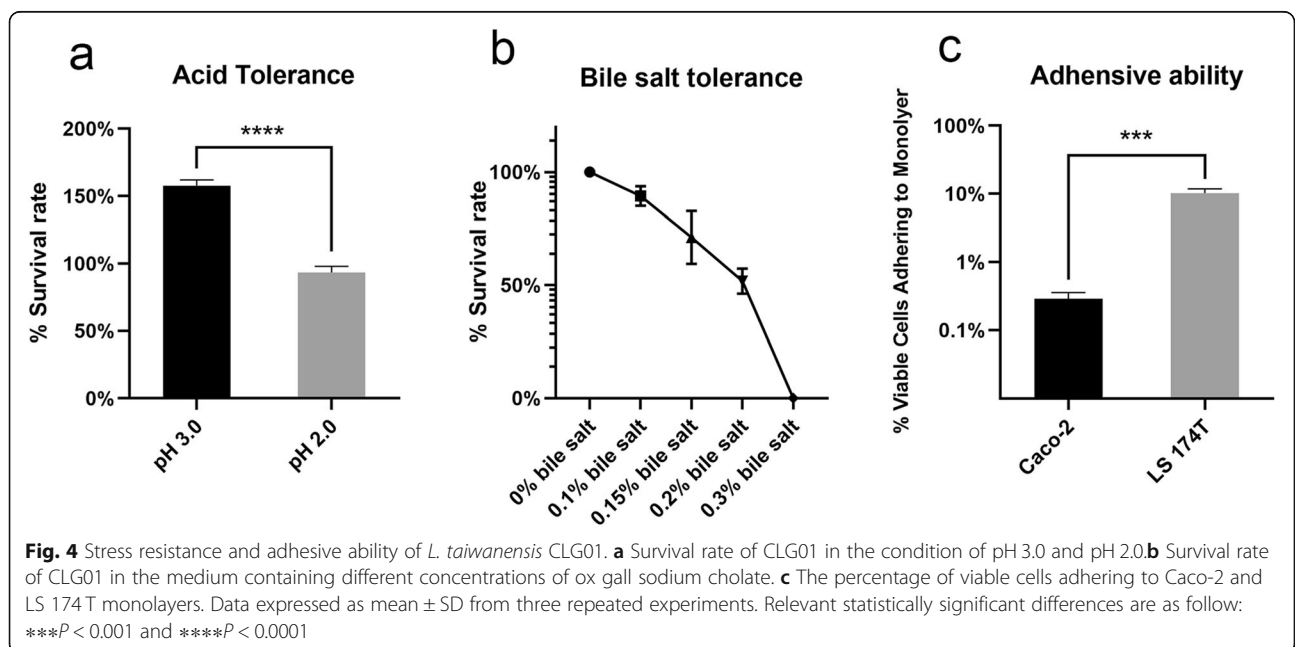 a
Acid Tolerance
% Survival rate
200%
150%
100%
50%
0%
****
pH 3.0
pH 2.0
b
Bile salt tolerance
% Survival rate
100%
50%
0%
0% bile salt
0.1% bile salt
0.15% bile salt
0.2% bile salt
0.3% bile salt
c
Adhensive ability
% Viable Cells Adhering to Monolyer
100%
10%
1%
0.1%
***
Caco-2
LS 174T
Fig. 4 Stress resistance and adhesive ability of L. taiwanensis CLG01. a Survival rate of CLG01 in the condition of pH 3.0 and pH 2.0.b Survival rate
of CLG01 in the medium containing different concentrations of ox gall sodium cholate. c The percentage of viable cells adhering to Caco-2 and
LS 174 T monolayers. Data expressed as mean ± SD from three repeated experiments. Relevant statistically significant differences are as follow:
***P < 0.001 and ****P < 0.0001